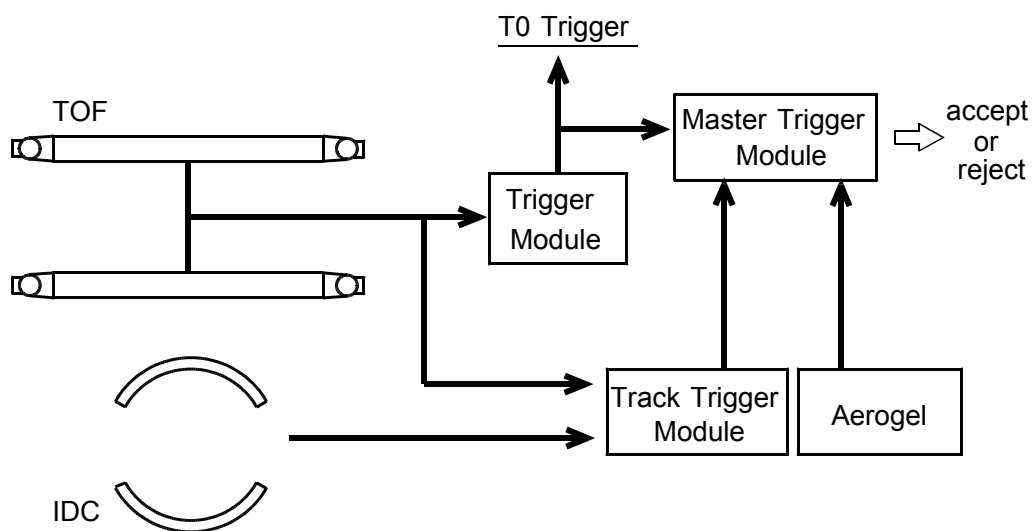 T0 Trigger
TOF
Master Trigger
Module
accept
or
reject
Trigger
Module
Track Trigger
Module
Aerogel
IDC